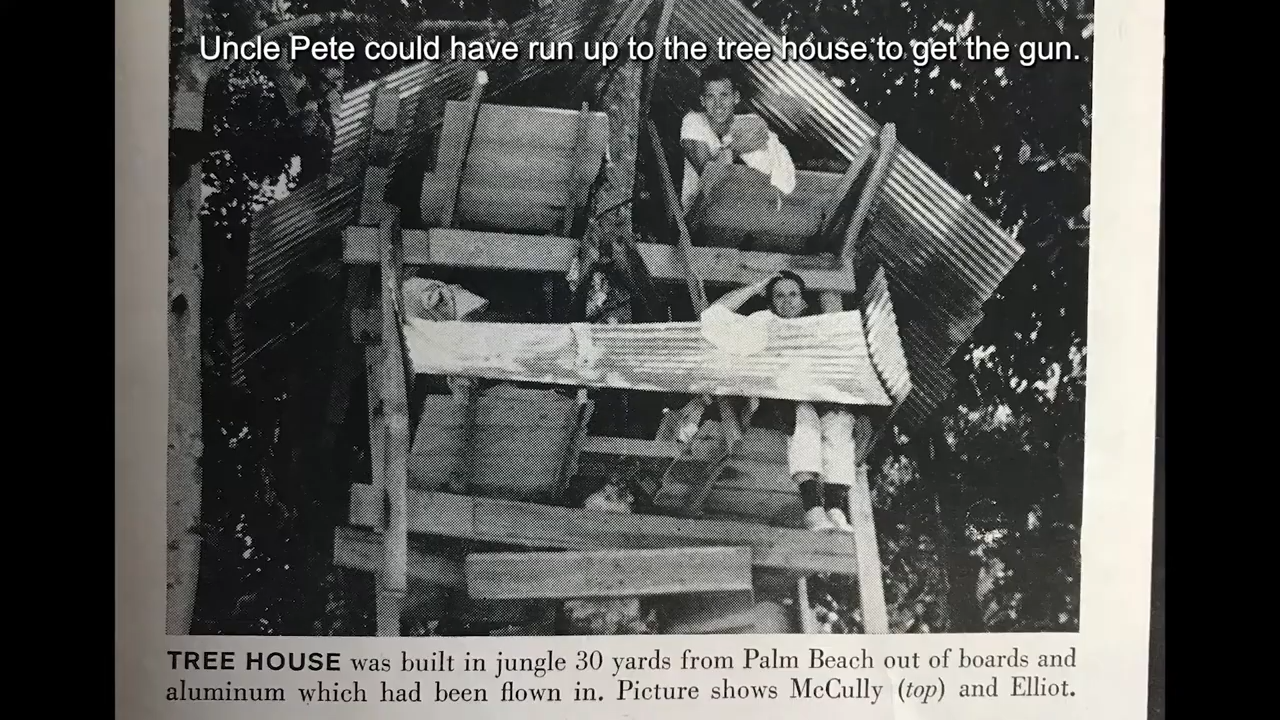 Uncle Pete could have run up to the tree house to get the gun.
TREE HOUSE was built in jungle 30 yards from Palm Beach out of boards and
aluminum which had been flown in. Picture shows McCully (top) and Elliot.